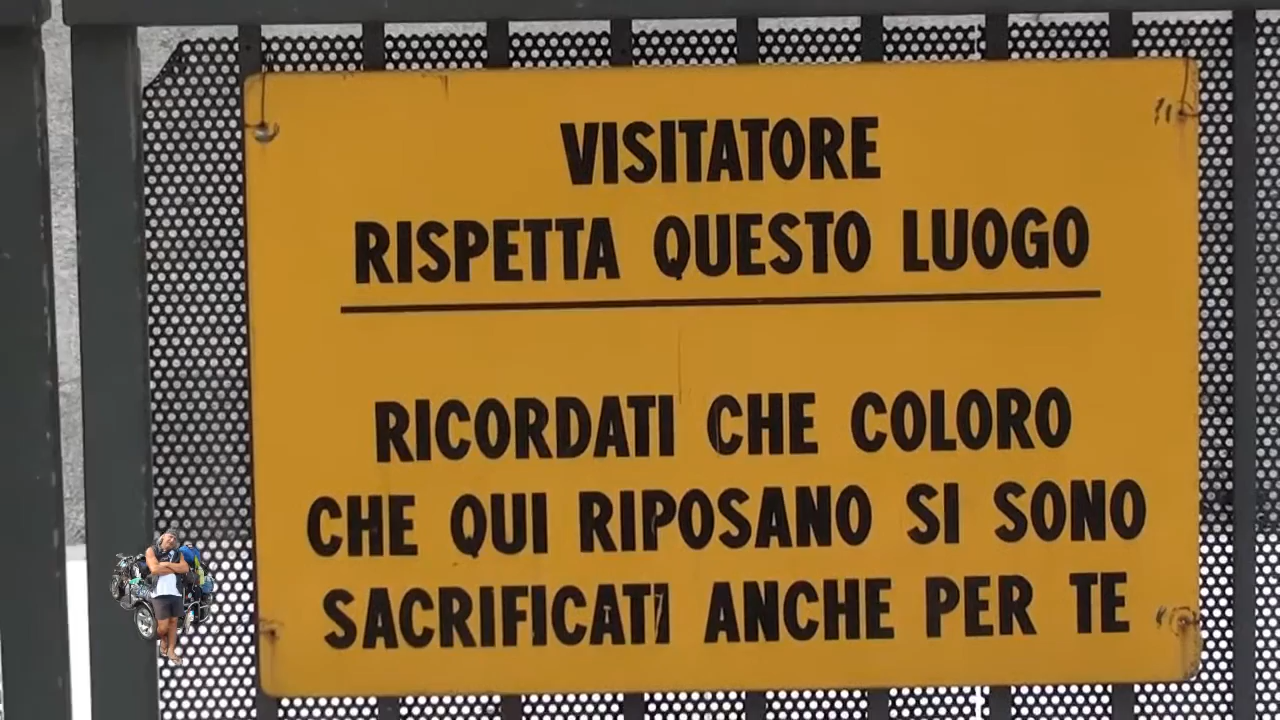 VISITATORE
RISPETTA QUESTO LUOGO
RICORDATI CHE COLORO
CHE QUI RIPOSANO SI SONO
SACRIFICATI ANCHE PER TE